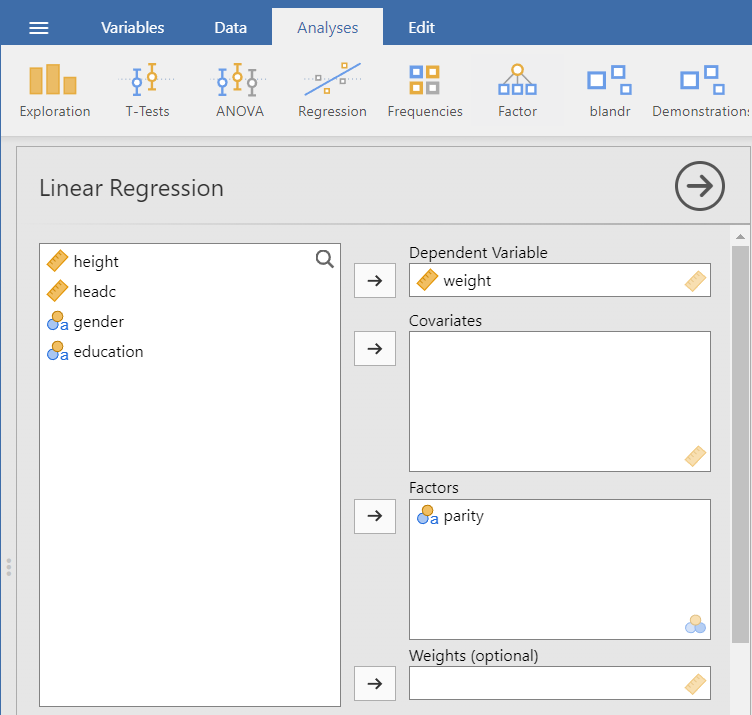 Variables Data Analyses Edit
Exploration T-Tests ANOVA Regression Frequencies Factor blandr Demonstrations
Linear Regression
height
headc
gender
education
Dependent Variable
weight
Covariates
Factors
parity
Weights (optional)